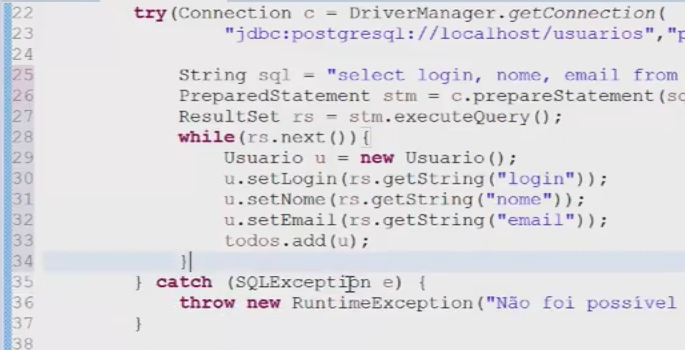 22 try(Connection c = DriverManager.getConnection(
23 "jdbc:postgresql://localhost/usuarios","p
24
25 String sql = "select login, nome, email from
26 PreparedStatement stm = c.prepareStatement(sq
27 ResultSet rs = stm.executeQuery();
28 while(rs.next()){
29 Usuario u = new Usuario();
30 u.setLogin(rs.getString("login"));
31 u.setNome(rs.getString("nome"));
32 u.setEmail(rs.getString("email"));
33 todos.add(u);
34 }
35 } catch (SQLException e) {
36 throw new RuntimeException("Não foi possível
37 }
38